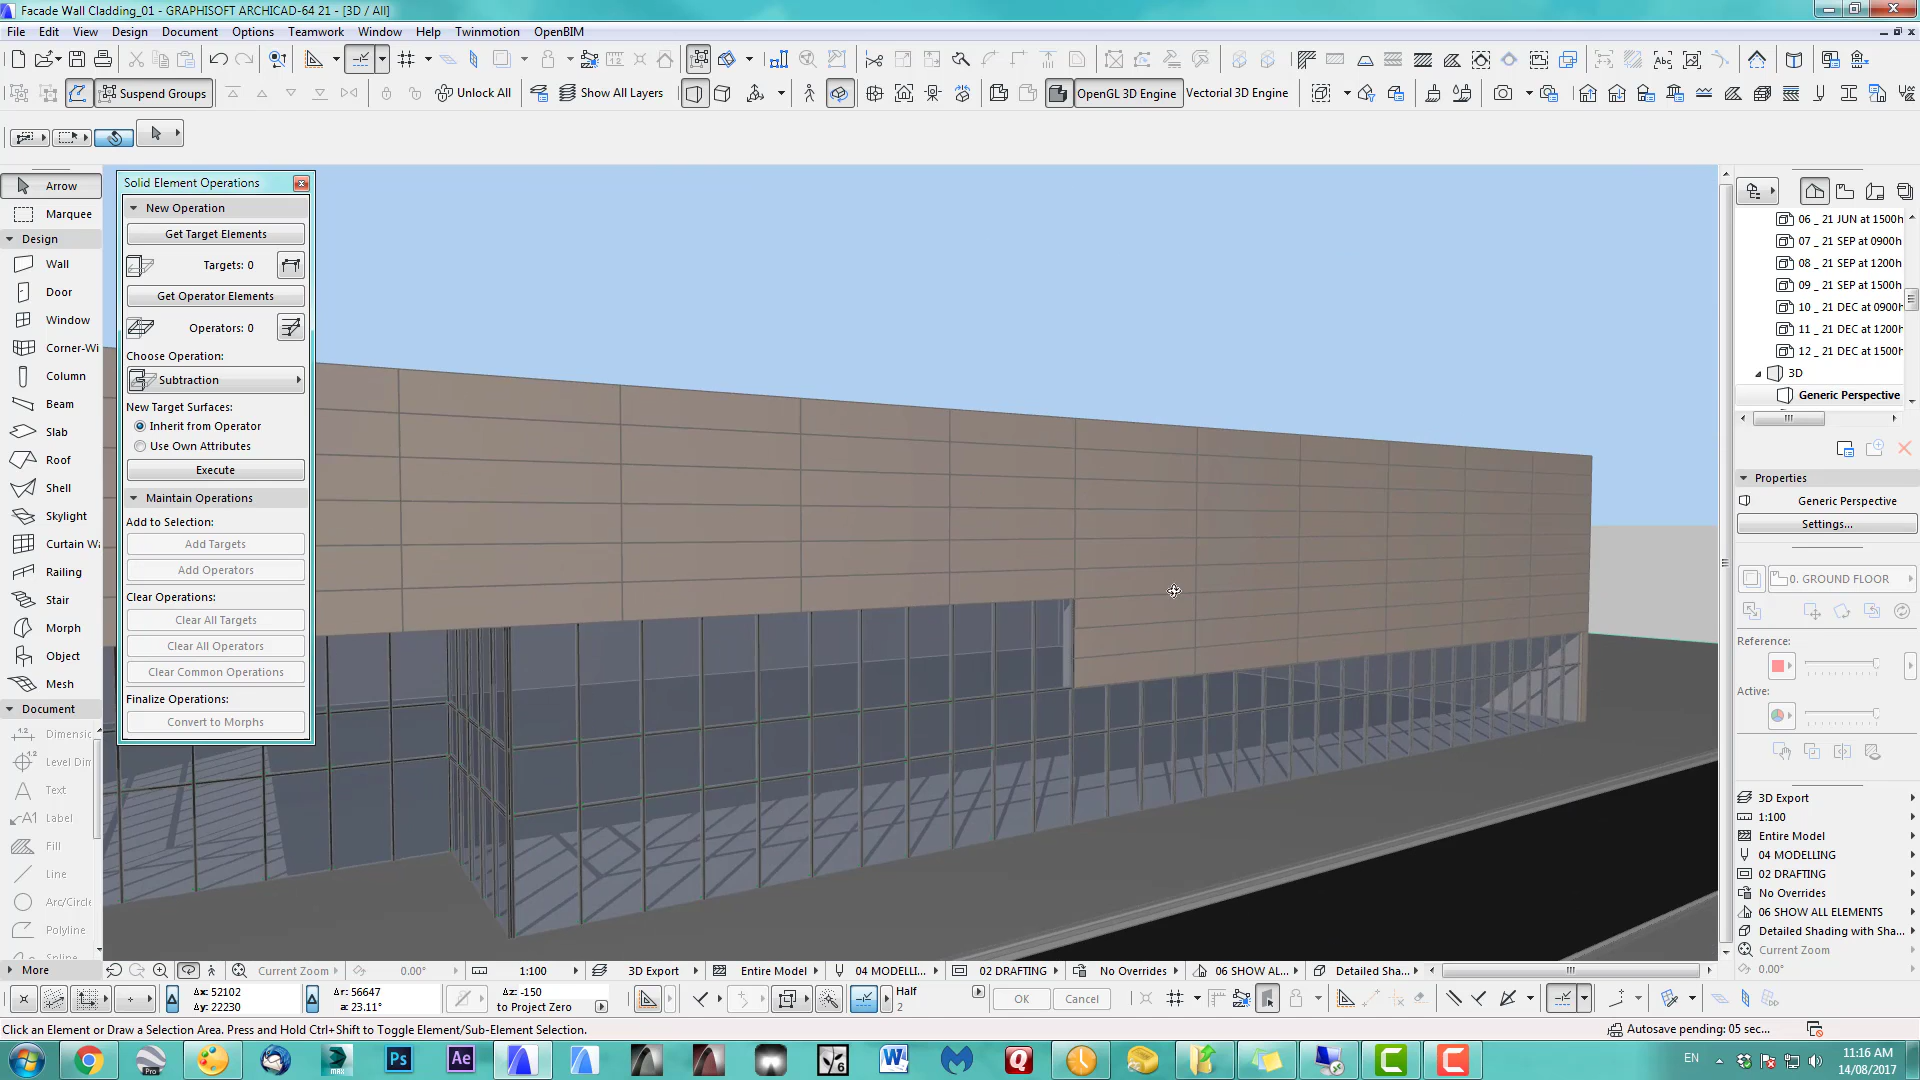 Facade Wall Cladding_01 - GRAPHISOFT ARCHICAD-64 21 - [3D / All]
File Edit View Design Document Options Teamwork Window Help Twinmotion OpenBIM
Suspend Groups Unlock All Show All Layers OpenGL 3D Engine Vectorial 3D Engine
Arrow
Marquee
Design
Wall
Door
Window
Corner-Wi
Column
Beam
Slab
Roof
Shell
Skylight
Curtain Wa
Railing
Stair
Morph
Object
Mesh
Document
Dimensic
Level Dim
Text
A1 Label
Fill
Line
Arc/Circle
Polyline
Spline
More
Solid Element Operations
New Operation
Get Target Elements
Targets: 0
Get Operator Elements
Operators: 0
Choose Operation:
Subtraction
New Target Surfaces:
Inherit from Operator
Use Own Attributes
Execute
Maintain Operations
Add to Selection:
Add Targets
Add Operators
Clear Operations:
Clear All Targets
Clear All Operators
Clear Common Operations
Finalize Operations:
Convert to Morphs
06 _ 21 JUN at 1500h
07 _ 21 SEP at 0900h
08 _ 21 SEP at 1200h
09 _ 21 SEP at 1500h
10 _ 21 DEC at 0900h
11 _ 21 DEC at 1200h
12 _ 21 DEC at 1500h
3D
Generic Perspective
Properties
Generic Perspective
Settings...
0. GROUND FLOOR
Reference:
Active:
3D Export
1:100
Entire Model
04 MODELLING
02 DRAFTING
No Overrides
06 SHOW ALL ELEMENTS
Detailed Shading with Sha...
Current Zoom
0.00°
Current Zoom 0.00° 1:100 3D Export Entire Model 04 MODELLI... 02 DRAFTING No Overrides 06 SHOW AL... Detailed Sha...
Δx: 52102 Δr: 56647 Δz: -150 Half OK Cancel
Δy: 22230 a: 23.11° to Project Zero 2
Click an Element or Draw a Selection Area. Press and Hold Ctrl+Shift to Toggle Element/Sub-Element Selection.
Autosave pending: 05 sec...
Pro MAX Ps Ae 6 W Q C C
EN
11:16 AM
14/08/2017